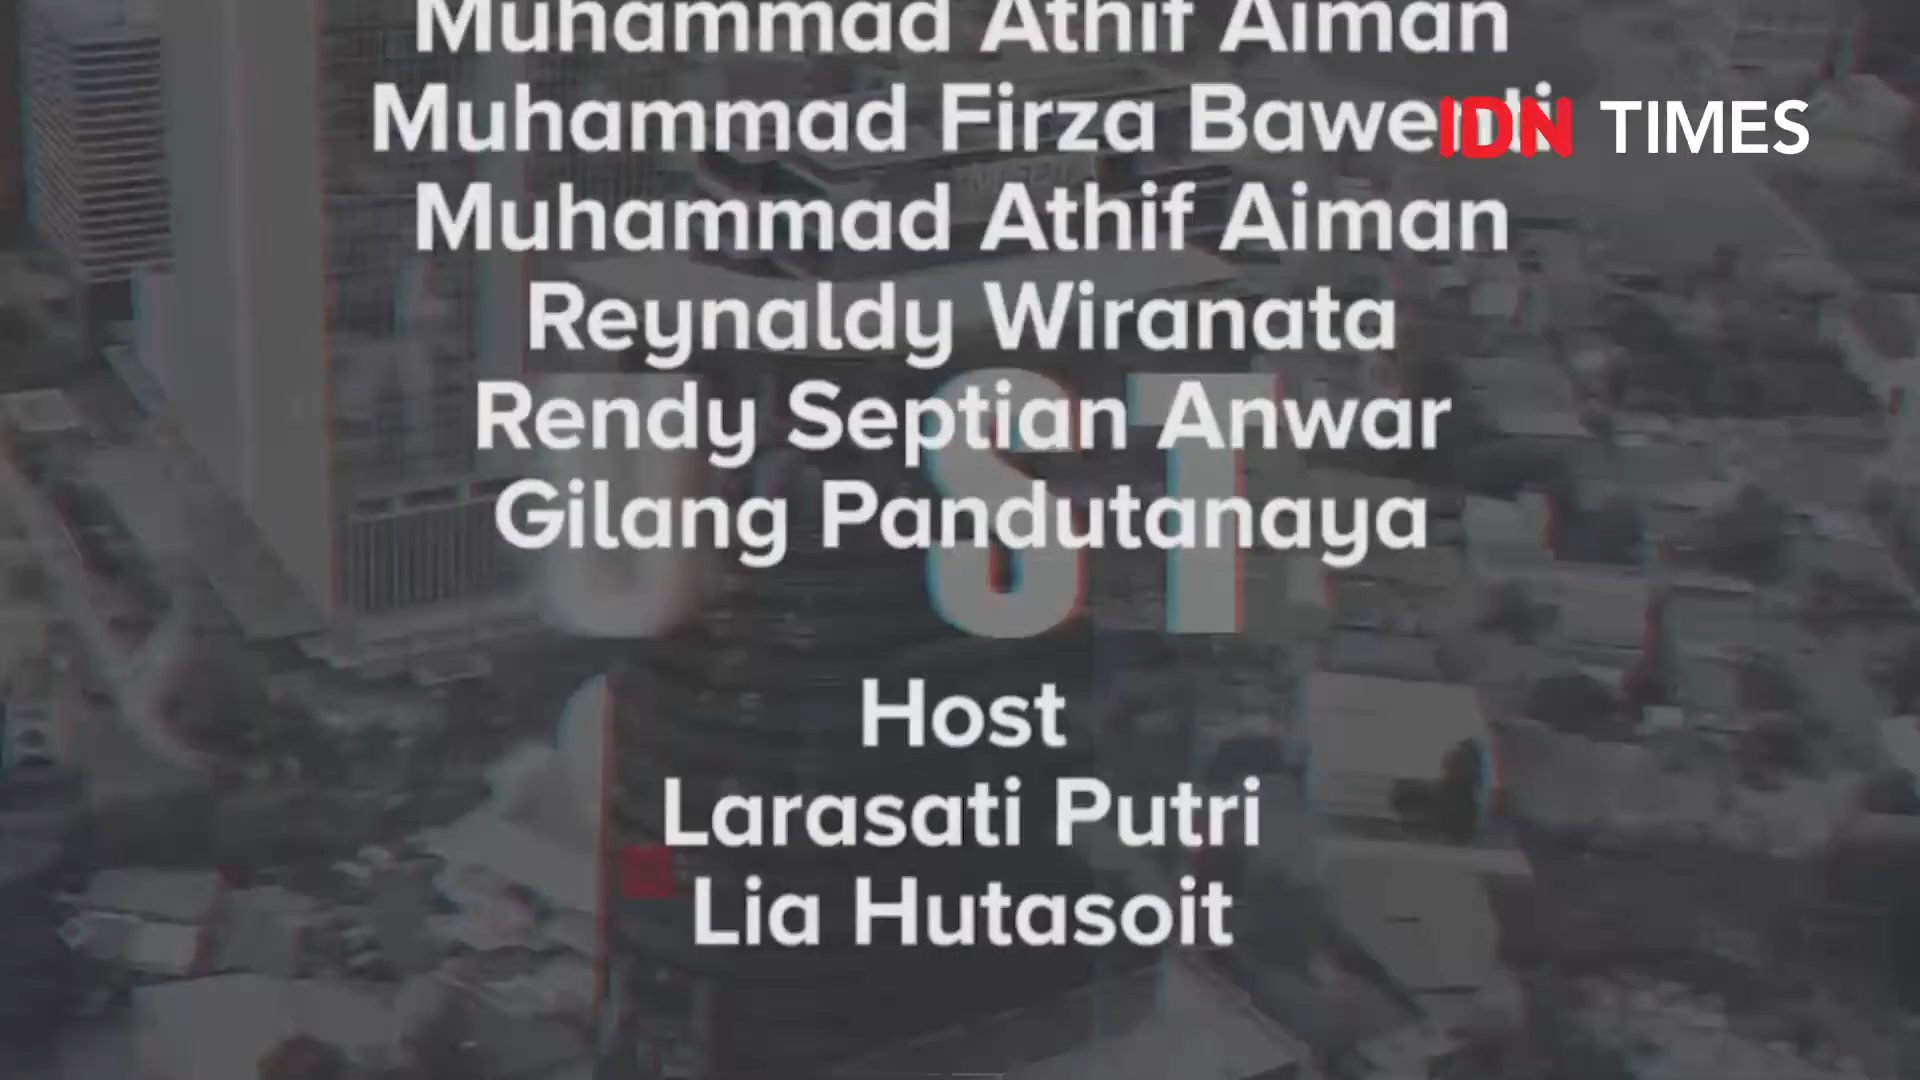 Muhammad Athif Aiman
Muhammad Firza
IDN TIMES
Muhammad Athif Aiman
Reynaldy Wiranata
Rendy Septian Anwar
Gilang Pandutanaya
U ST
Host
Larasati Putri
Lia Hutasoit